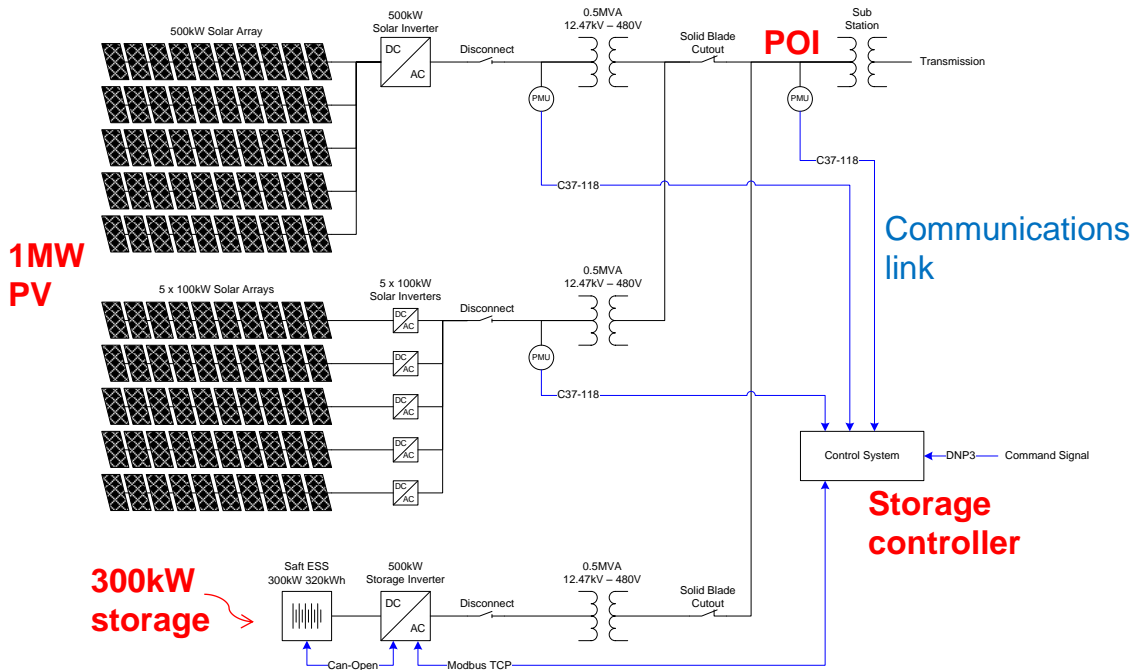 500kW Solar Array
500kW
Solar Inverter
DC
AC
Disconnect
0.5MVA
12.47kV – 480V
Solid Blade
Cutout
POI
Sub
Station
Transmission
PMU
PMU
C37-118
C37-118
1MW
PV
Communications
link
5 x 100kW Solar Arrays
5 x 100kW
Solar Inverters
DC
AC
DC
AC
DC
AC
DC
AC
DC
AC
Disconnect
0.5MVA
12.47kV – 480V
PMU
C37-118
Control System
DNP3
Command Signal
Storage
controller
300kW
storage
Saft ESS
300kW 320kWh
500kW
Storage Inverter
DC
AC
Disconnect
0.5MVA
12.47kV – 480V
Solid Blade
Cutout
Can-Open
Modbus TCP